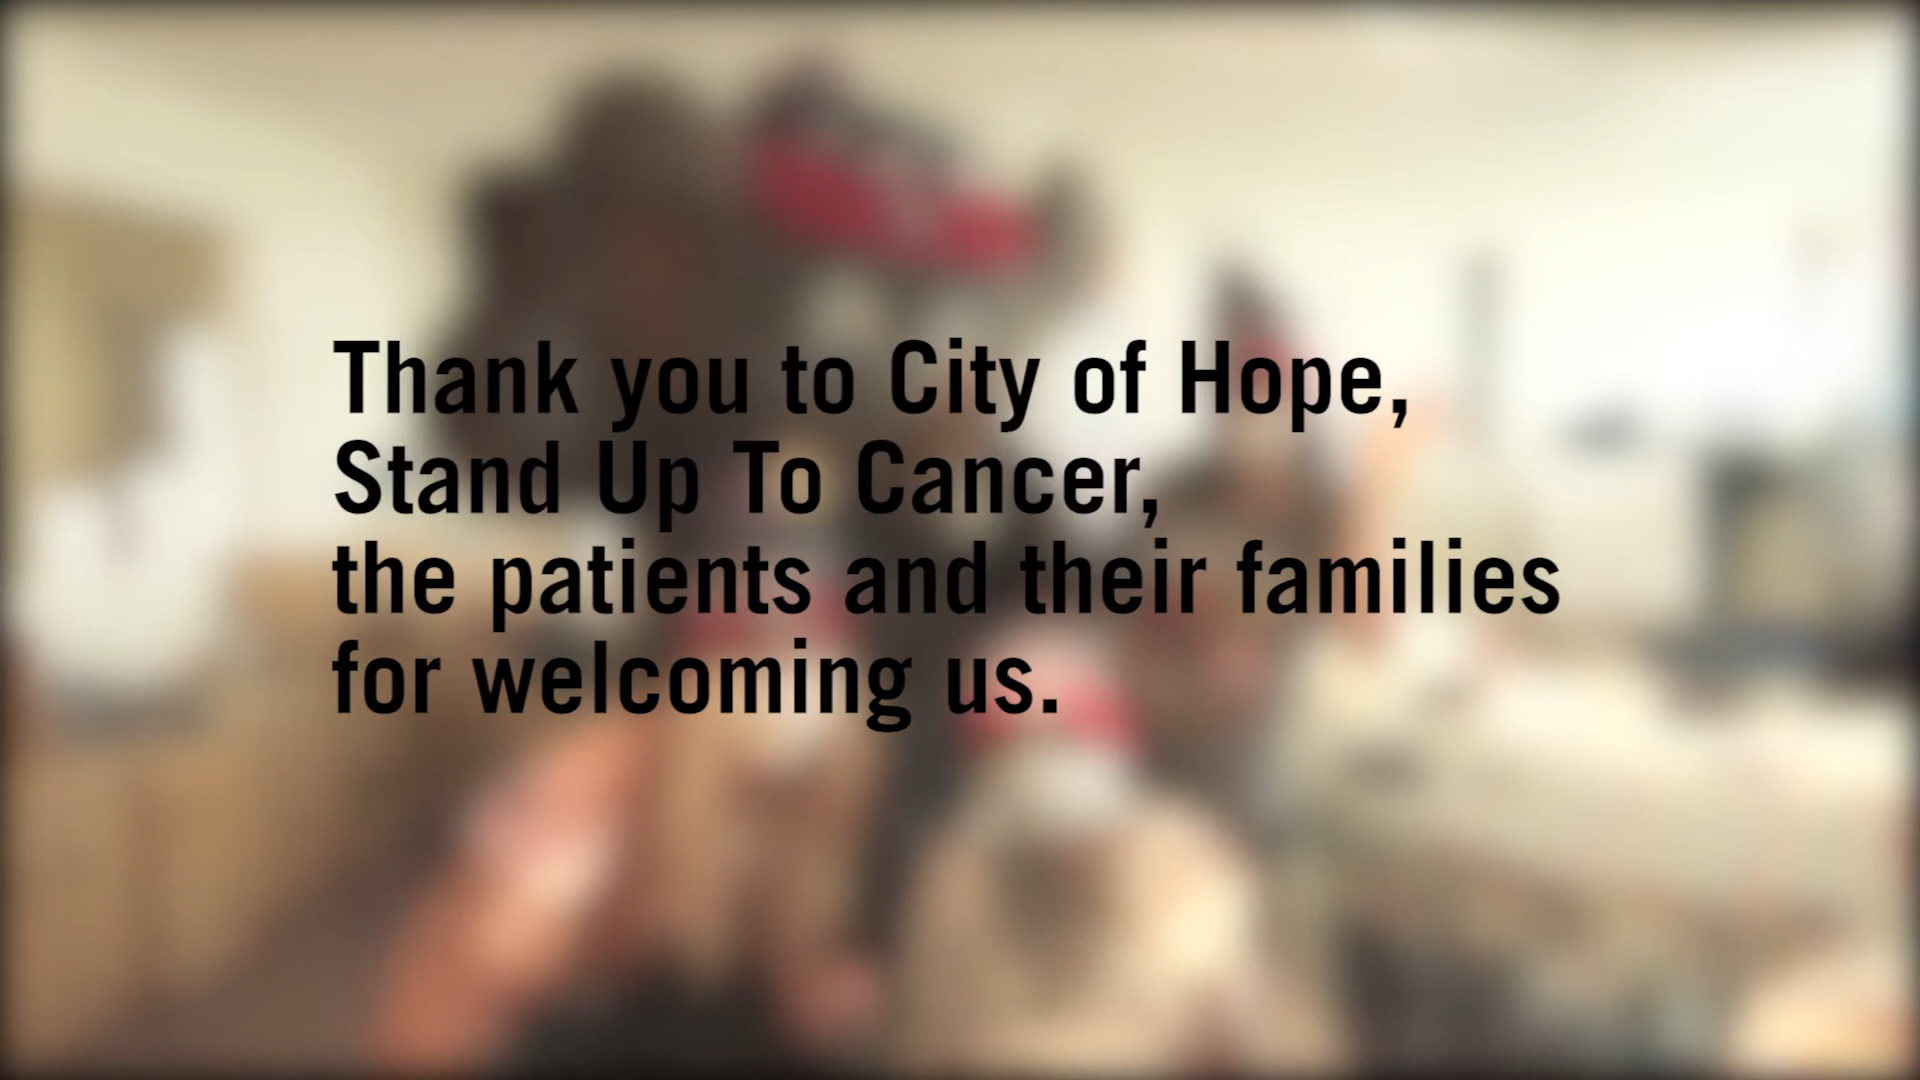 Thank you to City of Hope,
Stand Up To Cancer,
the patients and their families
for welcoming us.